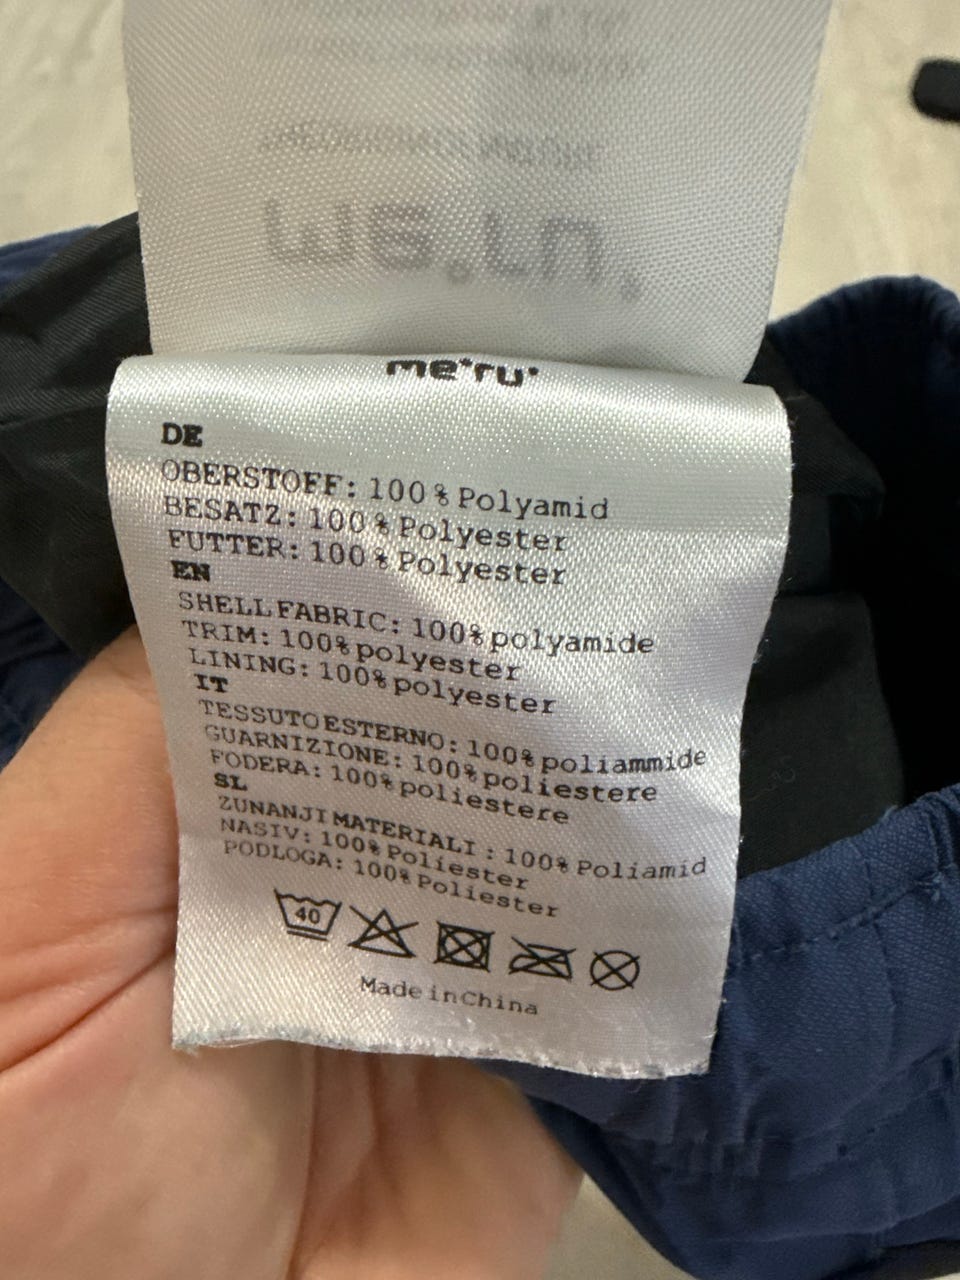 me°ru°
DE
OBERSTOFF: 100 % Polyamid
BESATZ: 100 % Polyester
FUTTER: 100 % Polyester
EN
SHELL FABRIC: 100% polyamide
TRIM: 100% polyester
LINING: 100% polyester
IT
TESSUTO ESTERNO: 100% poliammide
GUARNIZIONE: 100% poliestere
FODERA: 100% poliestere
SL
ZUNANJI MATERIALI : 100% Poliamid
NASIV: 100% Poliester
PODLOGA: 100% Poliester
40
Made in China